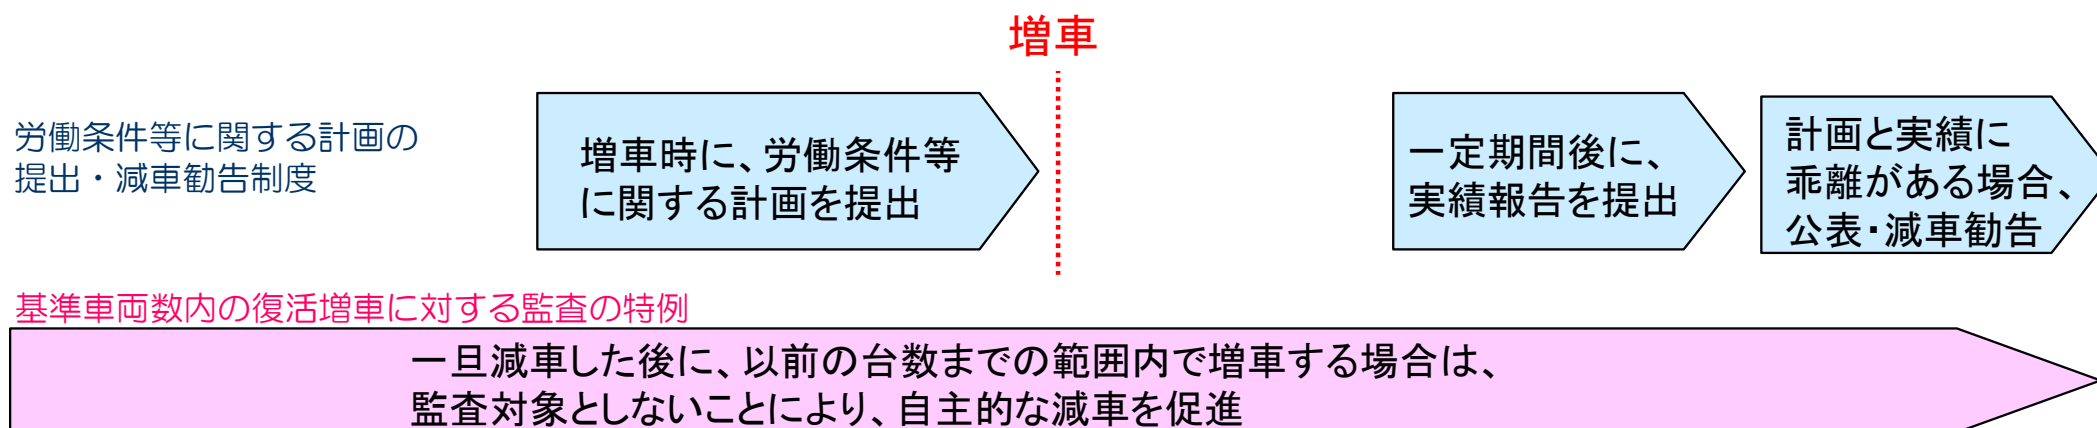 増車
労働条件等に関する計画の
提出・減車勧告制度
増車時に、労働条件等
に関する計画を提出
一定期間後に、
実績報告を提出
計画と実績に
乖離がある場合、
公表・減車勧告
基準車両数内の復活増車に対する監査の特例
一旦減車した後に、以前の台数までの範囲内で増車する場合は、
監査対象としないことにより、自主的な減車を促進